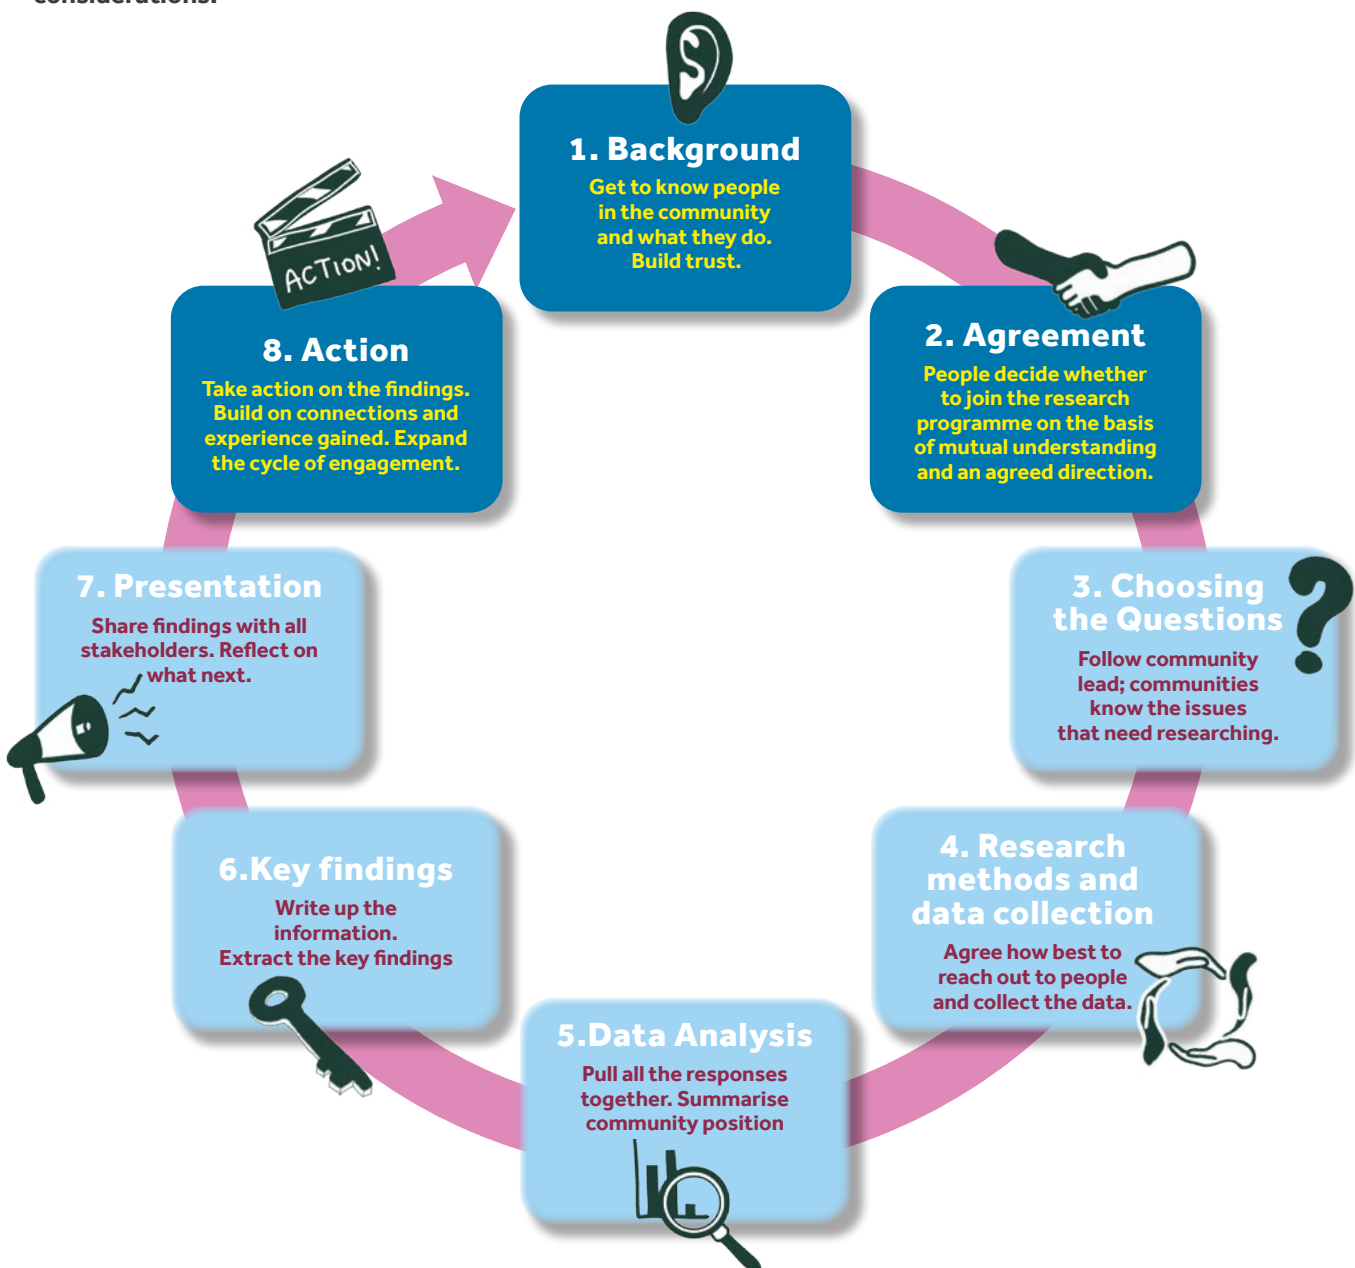 considerations.
1. Background
Get to know people
in the community
and what they do.
Build trust.
2. Agreement
People decide whether
to join the research
programme on the basis
of mutual understanding
and an agreed direction.
3. Choosing
the Questions
Follow community
lead; communities
know the issues
that need researching.
4. Research
methods and
data collection
Agree how best to
reach out to people
and collect the data.
5.Data Analysis
Pull all the responses
together. Summarise
community position
6.Key findings
Write up the
information.
Extract the key findings
7. Presentation
Share findings with all
stakeholders. Reflect on
what next.
ACTION!
8. Action
Take action on the findings.
Build on connections and
experience gained. Expand
the cycle of engagement.